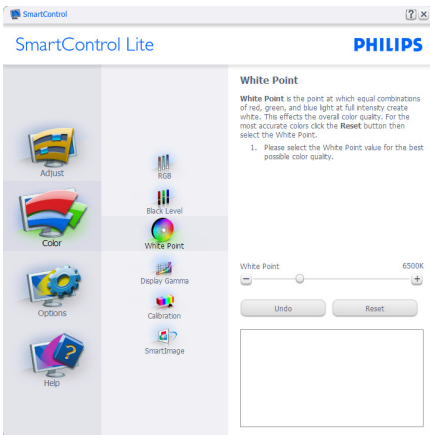 SmartControl
SmartControl Lite
PHILIPS
Adjust
Color
Options
Help
RGB
Black Level
White Point
Display Gamma
Calibration
SmartImage
White Point
White Point is the point at which equal combinations
of red, green, and blue light at full intensity create
white. This effects the overall color quality. For the
most accurate colors click the Reset button then
select the White Point.
1. Please select the White Point value for the best
possible color quality.
White Point 6500K
Undo Reset